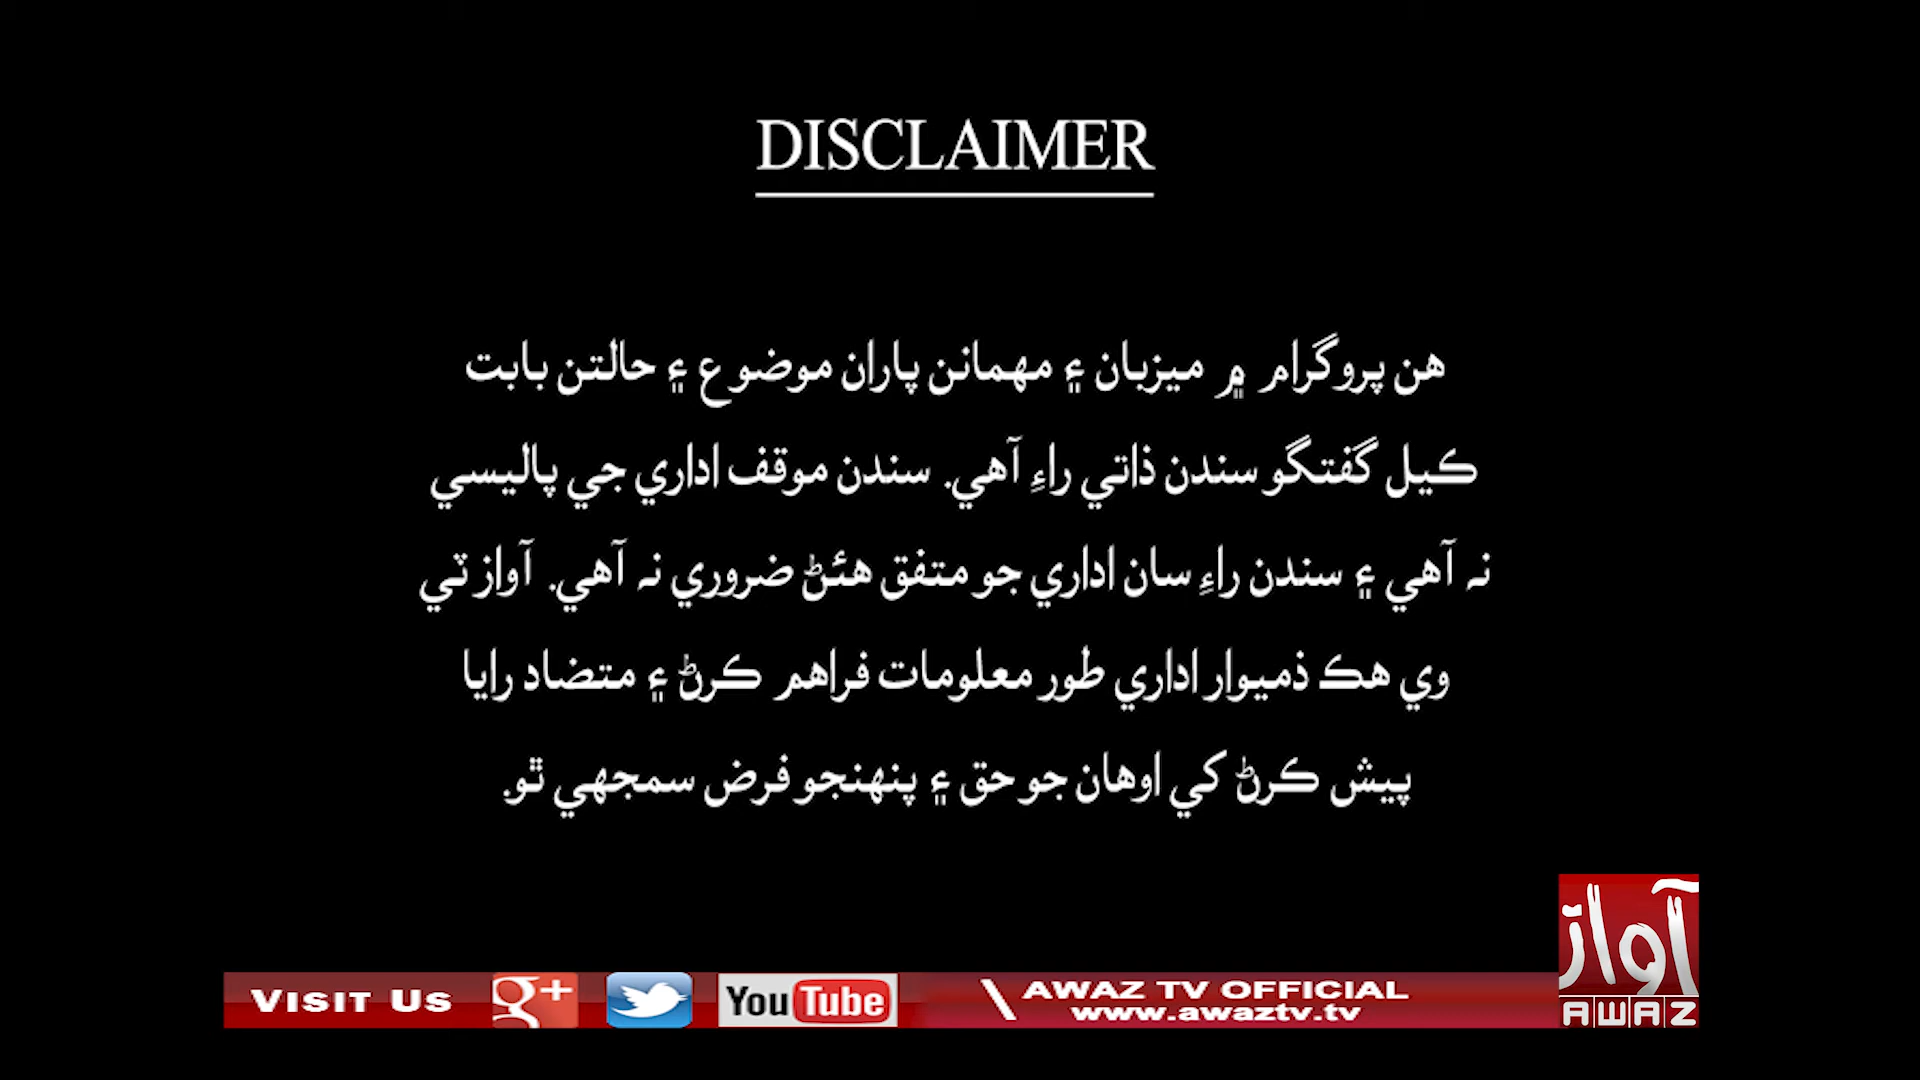 DISCLAIMER
هن پروگرام ۾ ميزبان ۽ مهمانن پاران موضوع ۽ حالتن بابت
ڪيل گفتگو سندن ذاتي راءِ آهي. سندن موقف اداري جي پاليسي
نہ آهي ۽ سندن راءِ سان اداري جو متفق هئڻ ضروري نہ آهي. آواز ٽي
وي هڪ ذميوار اداري طور معلومات فراهم ڪرڻ ۽ متضاد رايا
پيش ڪرڻ کي اوهان جو حق ۽ پنهنجو فرض سمجهي ٿو.
آواز
AWAZ
VISIT US g+ You Tube \ AWAZ TV OFFICIAL
www.awaztv.tv